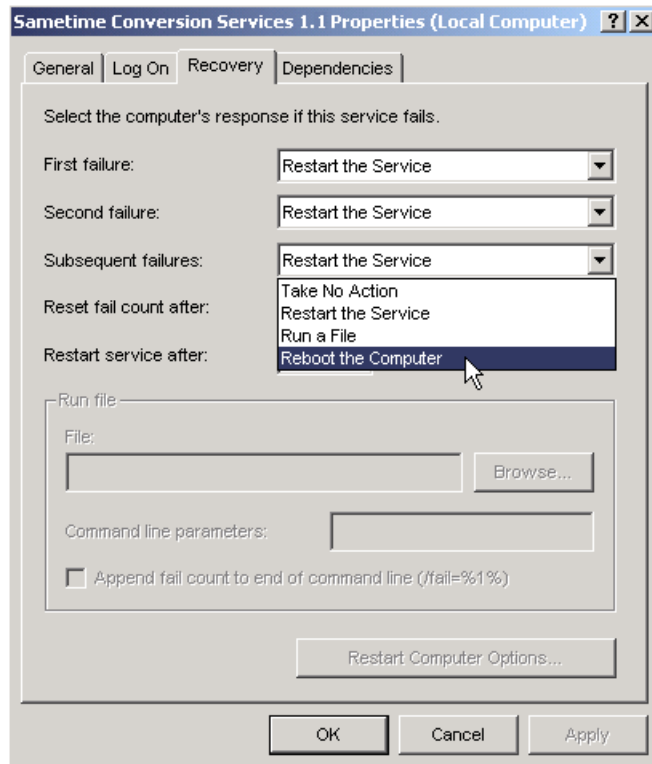 Sametime Conversion Services 1.1 Properties (Local Computer)
General Log On Recovery Dependencies
Select the computer's response if this service fails.
First failure: Restart the Service
Second failure: Restart the Service
Subsequent failures: Restart the Service
Take No Action
Reset fail count after: Restart the Service
Run a File
Restart service after: Reboot the Computer
Run file
File:
Browse...
Command line parameters:
Append fail count to end of command line (/fail=%1%)
Restart Computer Options...
OK Cancel Apply